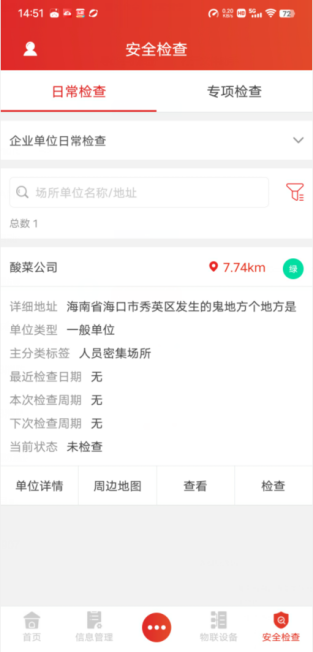 14:51
0.20 KB/s HD 5G 72
安全检查
日常检查 专项检查
企业单位日常检查
场所单位名称/地址
总数 1
酸菜公司 7.74km 绿
详细地址 海南省海口市秀英区发生的鬼地方个地方是
单位类型 一般单位
主分类标签 人员密集场所
最近检查日期 无
本次检查周期 无
下次检查周期 无
当前状态 未检查
单位详情 周边地图 查看 检查
首页 信息管理 物联设备 安全检查